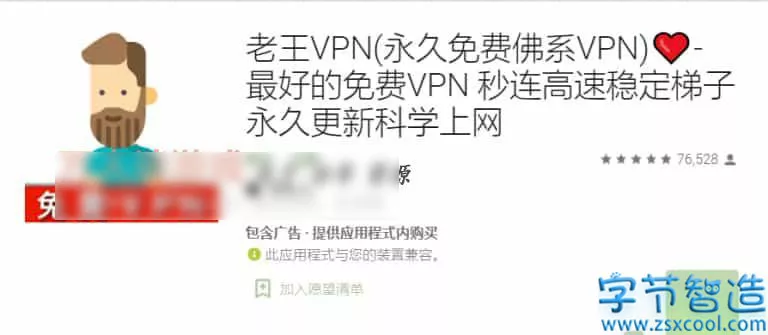 老王VPN(永久免费佛系VPN)❤️-
最好的免费VPN 秒连高速稳定梯子
永久更新科学上网
76,528
源
免
包含广告 · 提供应用程式内购买
此应用程式与您的装置兼容。
加入愿望清单
字节智造
www.zsxcool.com